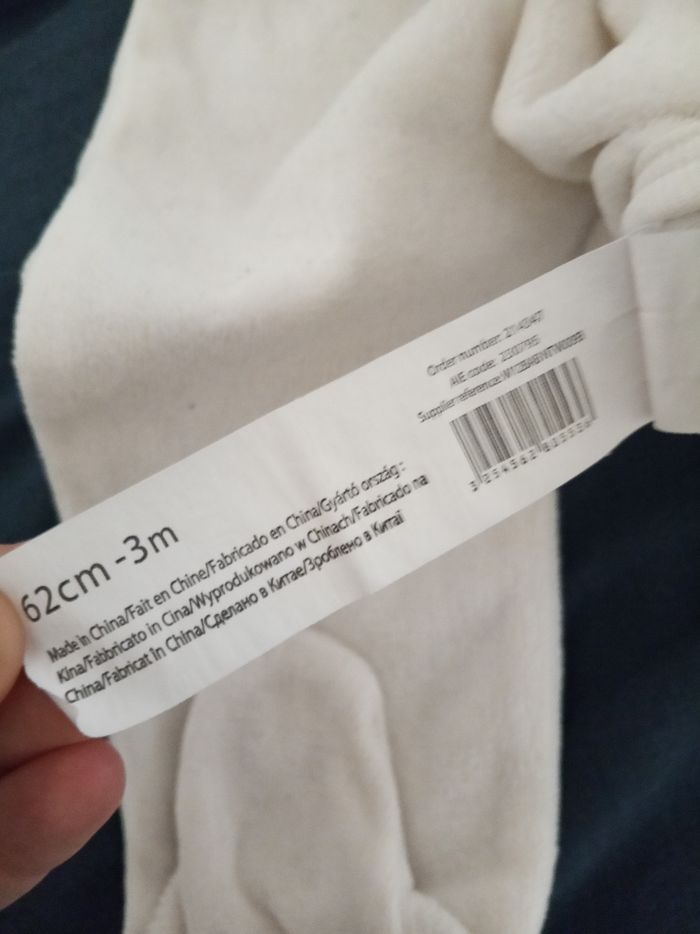 62cm -3m
Made in China/Fait en Chine/Fabricado en China/Gyártó ország :
Kína/Fabbricato in Cina/Wyprodukowano w Chinach/Fabricado na
China/Fabricat în China/Сделано в Китае/Зроблено в Китаї
Order number:
AIE code:
Supplier reference: